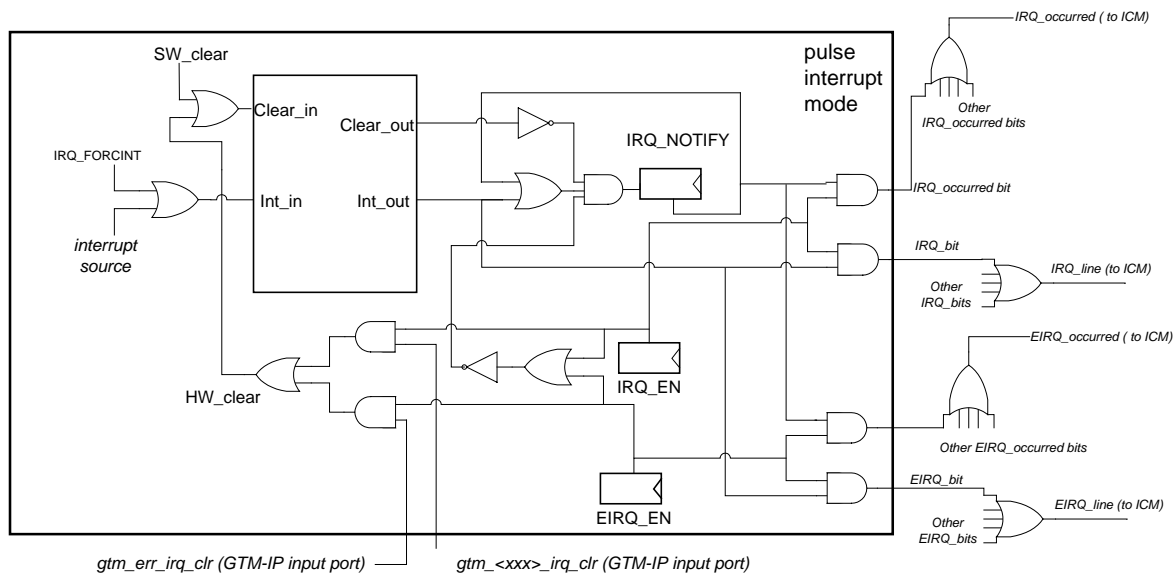 IRQ_occurred ( to ICM)
SW_clear
pulse
interrupt
mode
Clear_in
Clear_out
Other
IRQ_occurred bits
IRQ_NOTIFY
IRQ_FORCINT
Int_in
Int_out
IRQ_occurred bit
interrupt
source
IRQ_bit
IRQ_line (to ICM)
Other
IRQ_bits
EIRQ_occurred ( to ICM)
IRQ_EN
HW_clear
Other EIRQ_occurred bits
EIRQ_bit
EIRQ_EN
EIRQ_line (to ICM)
Other
EIRQ_bits
gtm_err_irq_clr (GTM-IP input port)
gtm_<xxx>_irq_clr (GTM-IP input port)